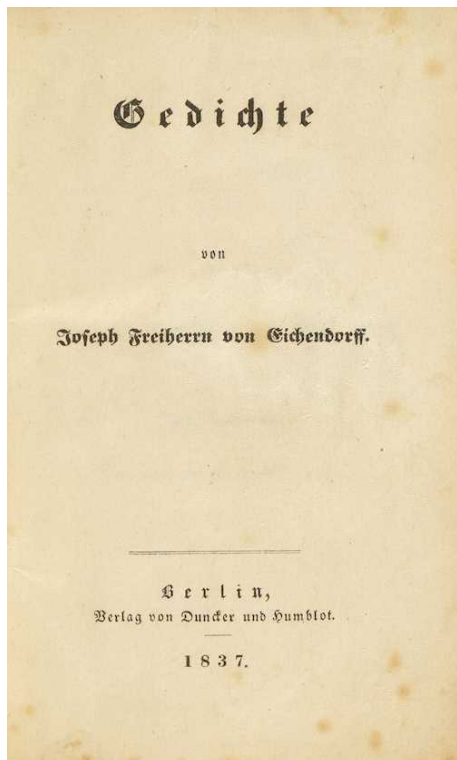 Gedichte
von
Joseph Freiherrn von Eichendorff.
Berlin,
Verlag von Duncker und Humblot.
1837.